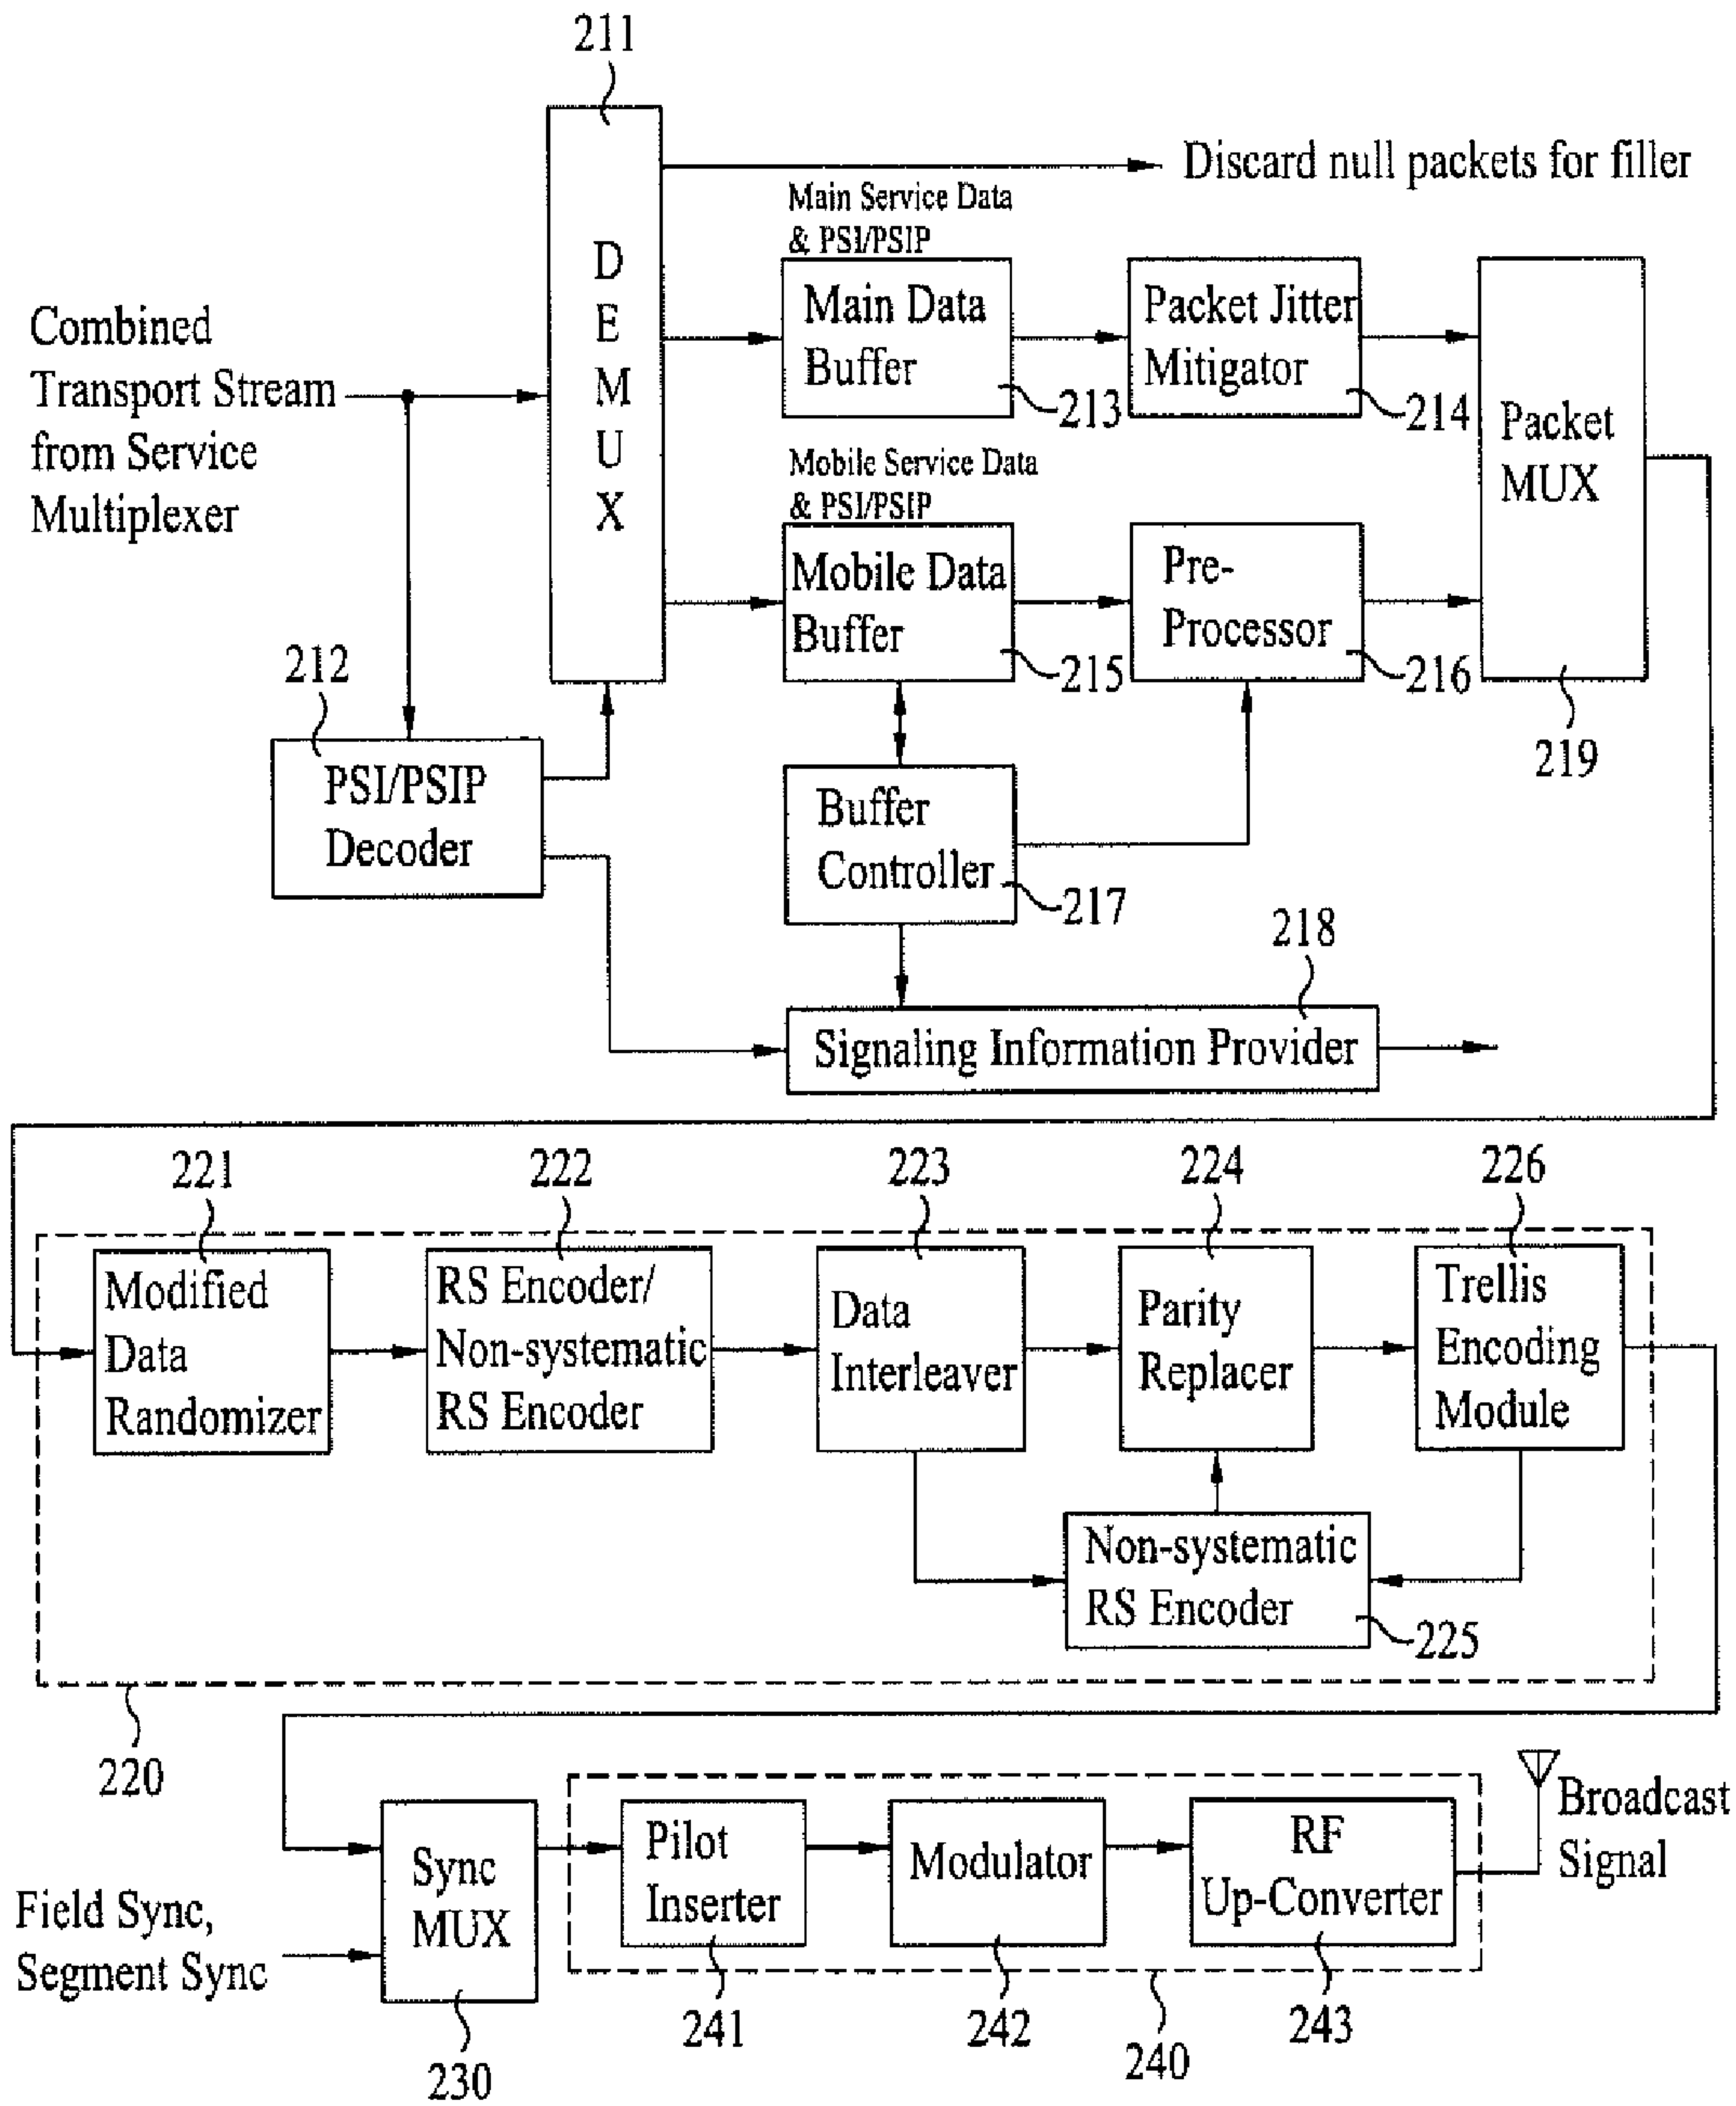 211
Discard null packets for filler
Main Service Data
& PSI/PSIP
D
E
M
U
X
Combined
Transport Stream
from Service
Multiplexer
Main Data
Buffer
213
Packet Jitter
Mitigator
214
Packet
MUX
219
Mobile Service Data
& PSI/PSIP
Mobile Data
Buffer
215
Pre-
Processor
216
212
PSI/PSIP
Decoder
Buffer
Controller
217
218
Signaling Information Provider
221
222
223
224
226
Modified
Data
Randomizer
RS Encoder/
Non-systematic
RS Encoder
Data
Interleaver
Parity
Replacer
Trellis
Encoding
Module
Non-systematic
RS Encoder
225
220
Field Sync,
Segment Sync
Sync
MUX
230
Pilot
Inserter
241
Modulator
242
RF
Up-Converter
243
240
Broadcast
Signal